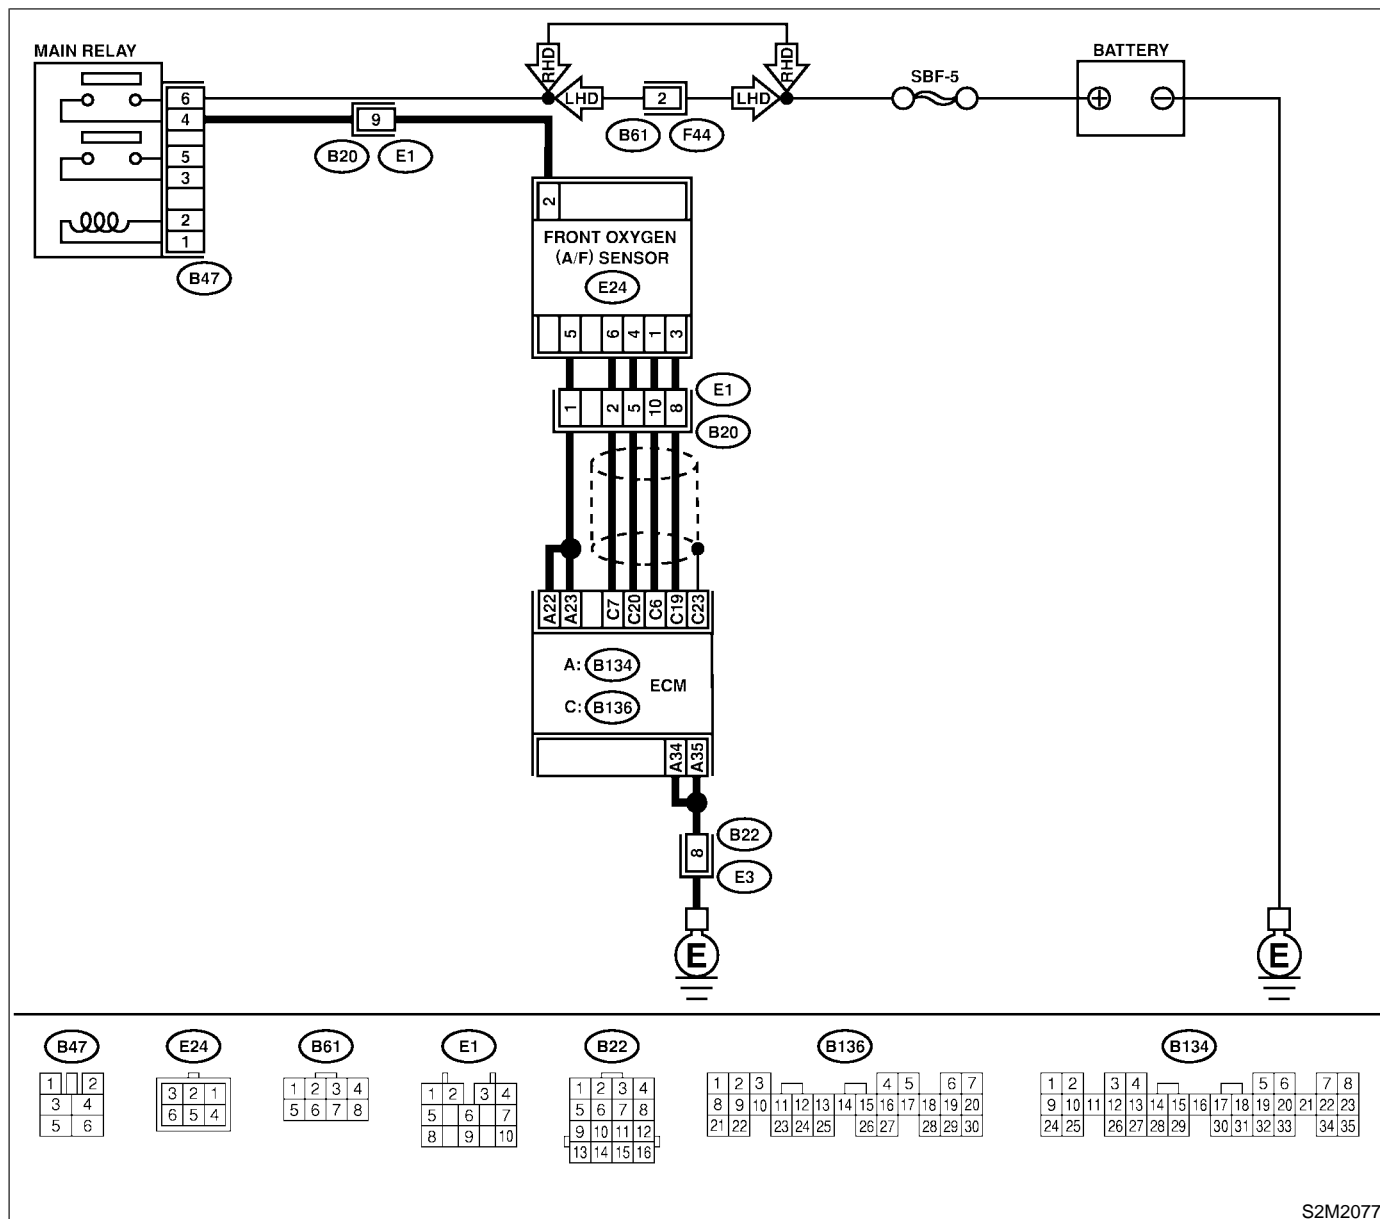 MAIN RELAY
6
4
5
3
2
1
B47
9
B20 E1
RHD
LHD
2
LHD
RHD
B61 F44
SBF-5
BATTERY
+ −
2
FRONT OXYGEN
(A/F) SENSOR
E24
5 6 4 1 3
E1
1 2 5 10 8
B20
A22 A23 C7 C20 C6 C19 C23
A: B134
ECM
C: B136
A34 A35
B22
8
E3
E
E
B47
1 2
3 4
5 6
E24
3 2 1
6 5 4
B61
1 2 3 4
5 6 7 8
E1
1 2 3 4
5 6 7
8 9 10
B22
1 2 3 4
5 6 7 8
9 10 11 12
13 14 15 16
B136
1 2 3 4 5 6 7
8 9 10 11 12 13 14 15 16 17 18 19 20
21 22 23 24 25 26 27 28 29 30
B134
1 2 3 4 5 6 7 8
9 10 11 12 13 14 15 16 17 18 19 20 21 22 23
24 25 26 27 28 29 30 31 32 33 34 35
S2M2077